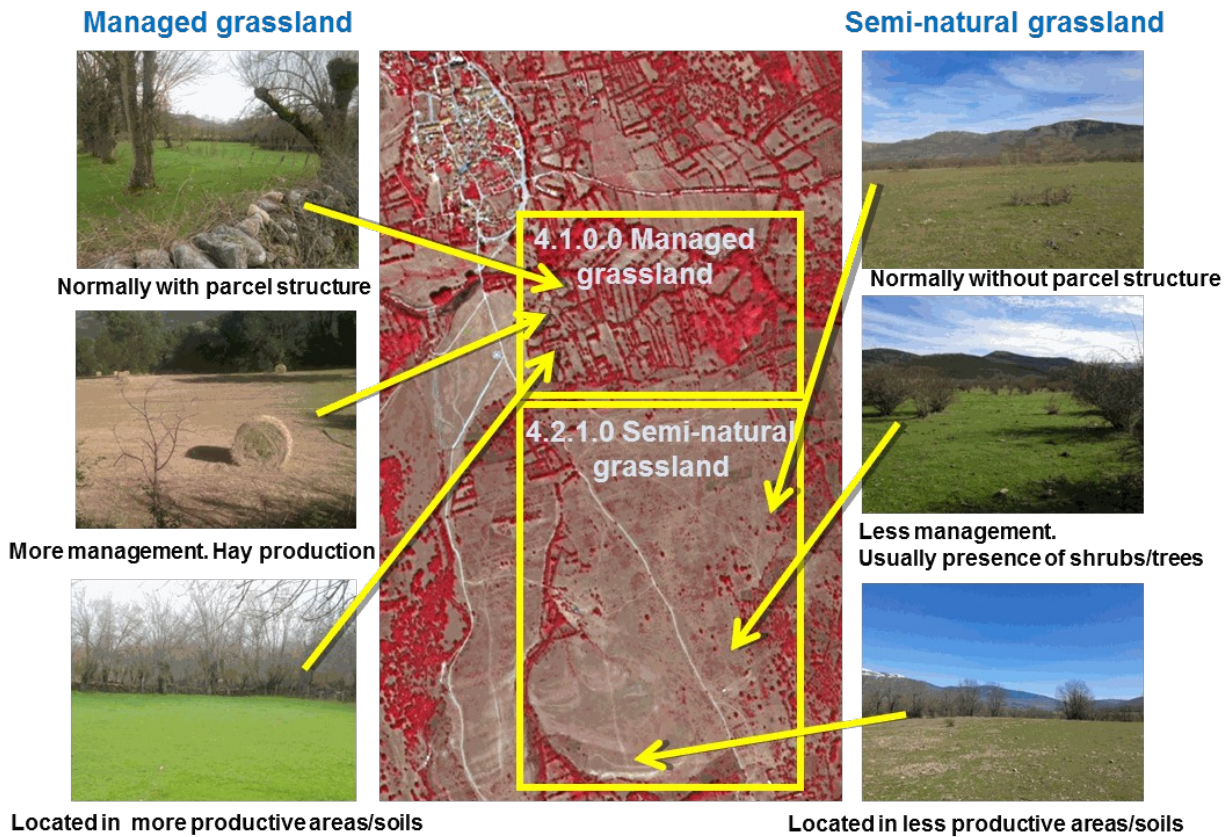 Managed grassland
Semi-natural grassland
4.1.0.0 Managed
grassland
Normally with parcel structure
Normally without parcel structure
4.2.1.0 Semi-natural
grassland
More management. Hay production
Less management.
Usually presence of shrubs/trees
Located in more productive areas/soils
Located in less productive areas/soils